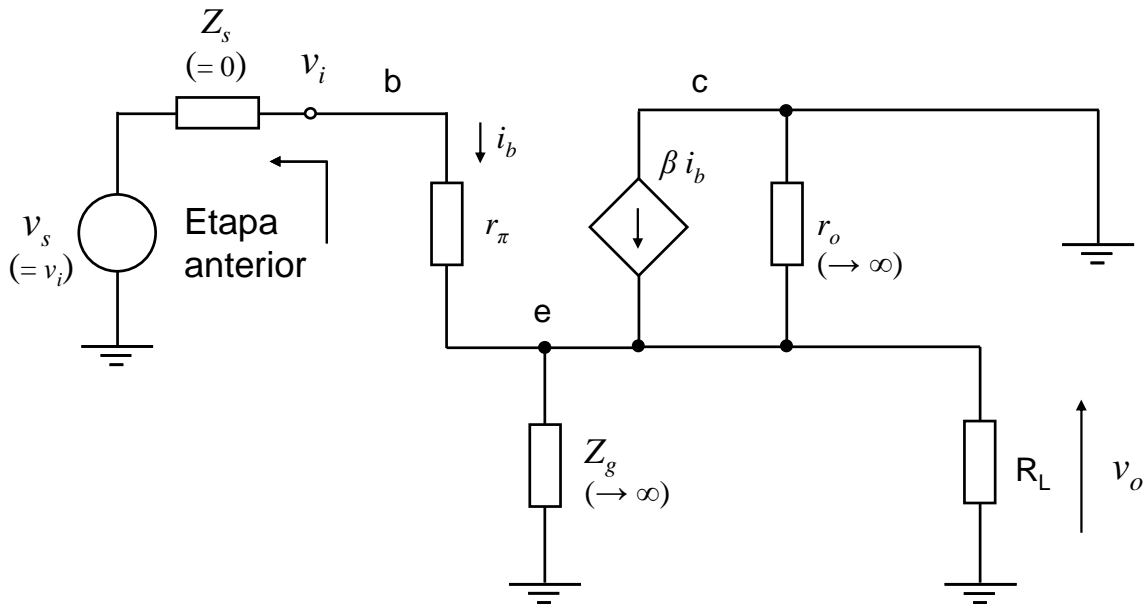 Z_s
(= 0)
v_i
b
c
i_b
β i_b
v_s
(= v_i)
Etapa
anterior
r_π
r_o
(→ ∞)
e
Z_g
(→ ∞)
R_L
v_o